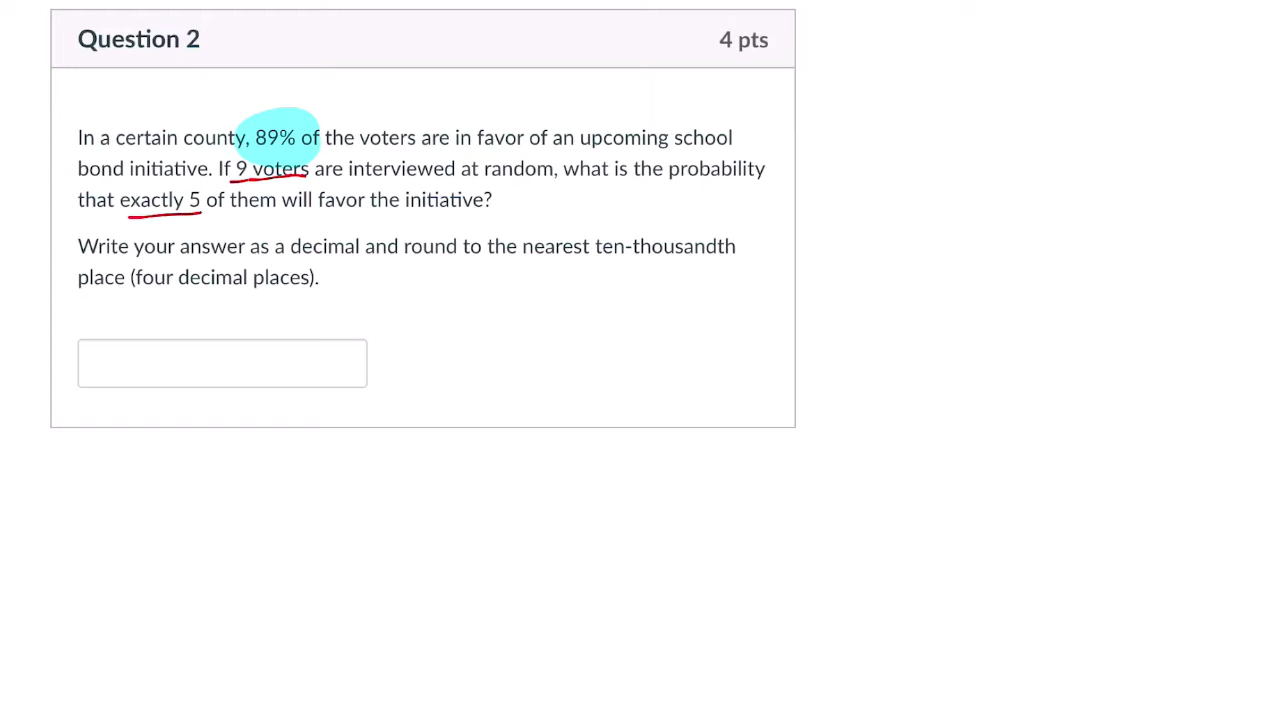 Question 2
4 pts
In a certain county, 89% of the voters are in favor of an upcoming school
bond initiative. If 9 voters are interviewed at random, what is the probability
that exactly 5 of them will favor the initiative?
Write your answer as a decimal and round to the nearest ten-thousandth
place (four decimal places).